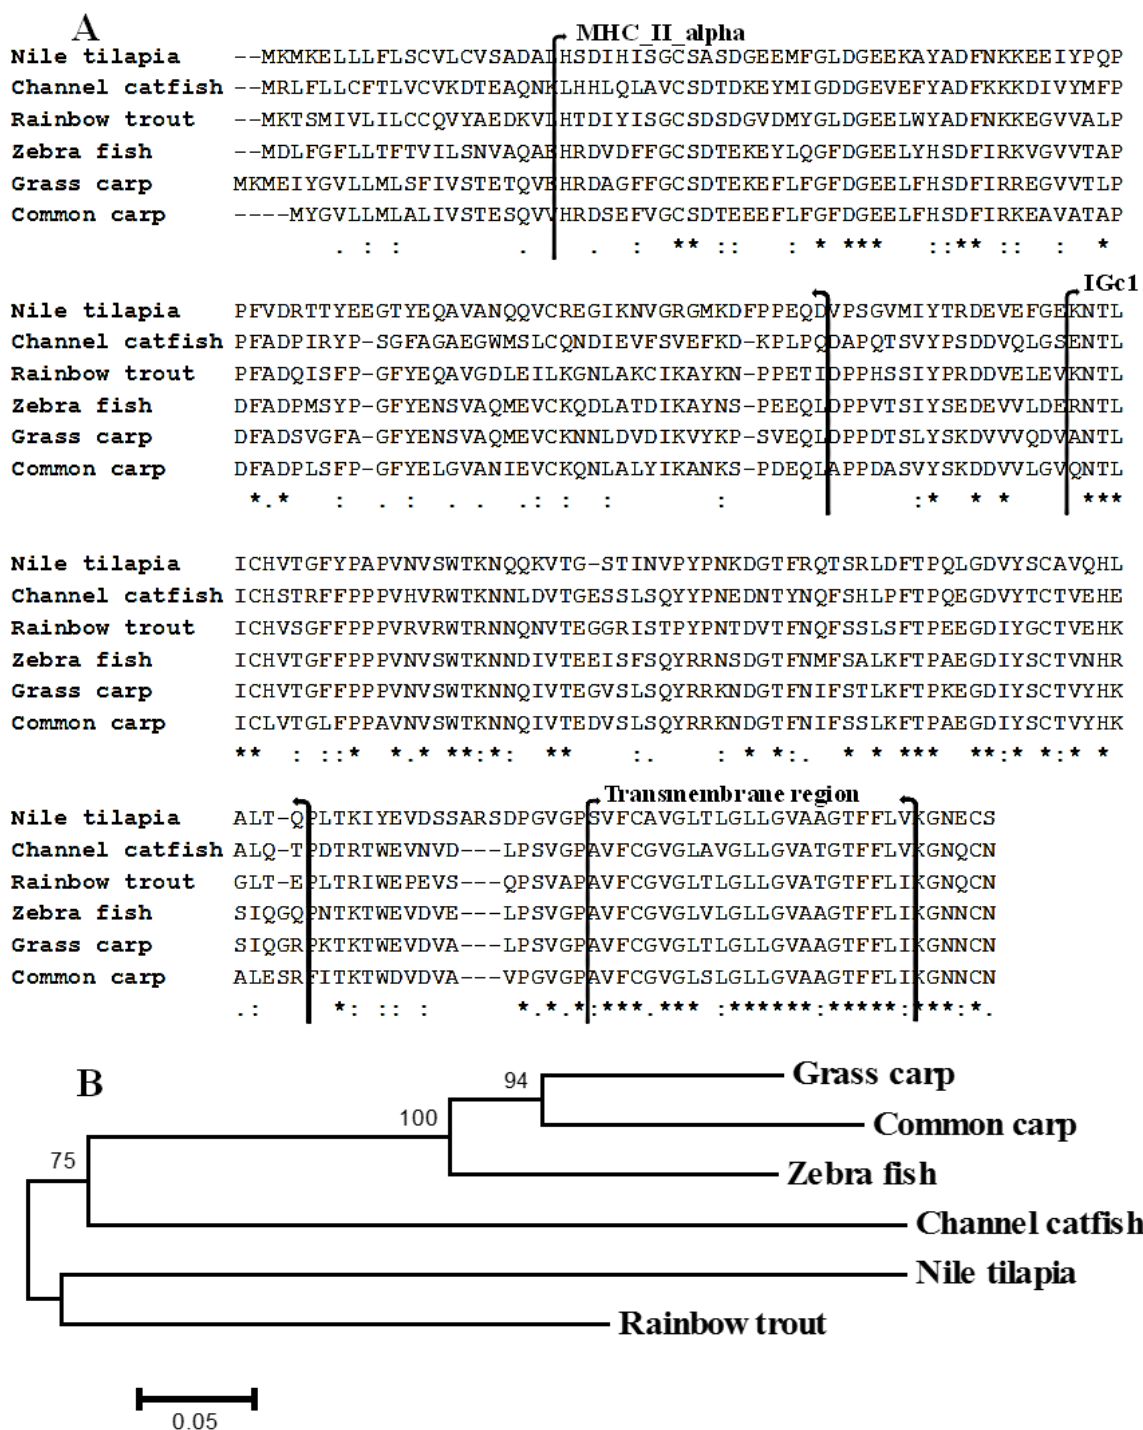 A
MHC_II_alpha
Nile tilapia --MKMKELLLFLSCVLCVSADALHSDIHISGCSASDGEEMFGLDGEEKAYADFNKKEEIYPQP
Channel catfish --MRLFLLCFTLVCVKDTEAQNKLHHLQLAVCSDTDKEYMIGDDGEVEFYADFKKKDIVYMFP
Rainbow trout --MKTSMIVLILCCQVYAEDKVLHTDIYISGCSDSDGVDMYGLDGEELWYADFNKKEGVVALP
Zebra fish --MDLFGFLLTFTVILSNVAQAEHRDVDFFGCSDTEKEYLQGFDGEELYHSDFIRKVGVVTAP
Grass carp MKMEIYGVLLMLSFIVSTETQVEHRDAGFFGCSDTEKEFLFGFDGEELFHSDFIRREGVVTLP
Common carp ----MYGVLLMLALIVSTESQVVHRDSEFVGCSDTEEEFLFGFDGEELFHSDFIRKEAVATAP
. : : . . : ** :: : * *** ::** :: : *
IGc1
Nile tilapia PFVDRTTYEEGTYEQAVANQQVCREGIKNVGRGMKDFPPEQDVPSGVMIYTRDEVEFGEKNTL
Channel catfish PFADPIRYP-SGFAGAEGWMSLCQNDIEVFSVEFKD-KPLPQDAPQTSVYPSDDVQLGSENTL
Rainbow trout PFADQISFP-GFYEQAVGDLEILKGNLAKCIKAYKN-PPETIDPPHSSIYPRDDVELEVKNTL
Zebra fish DFADPMSYP-GFYENSVAQMEVCKQDLATDIKAYNS-PEEQLDPPVTSIYSEDEVVLDERNTL
Grass carp DFADSVGFA-GFYENSVAQMEVCKNNLDVDIKVYKP-SVEQLDPPDTSLYSKDVVVQDVANTL
Common carp DFADPLSFP-GFYELGVANIEVCKQNLALYIKANKS-PDEQLAPPDASVYSKDDVVLGVQNTL
*.* : . : . . .: : : : :* * * ***
Nile tilapia ICHVTGFYPAPVNVSWTKNQQKVTG-STINVPYPNKDGTFRQTSRLDFTPQLGDVYSCAVQHL
Channel catfish ICHSTRFFPPPVHVRWTKNNLDVTGESSLSQYYPNEDNTYNQFSHLPFTPQEGDVYTCTVEHE
Rainbow trout ICHVSGFFPPPVRVRWTRNNQNVTEGGRISTPYPNTDVTFNQFSSLSFTPEEGDIYGCTVEHK
Zebra fish ICHVTGFFPPPVNVSWTKNNDIVTEEISFSQYRRNSDGTFNMFSALKFTPAEGDIYSCTVNHR
Grass carp ICHVTGFFPPPVNVSWTKNNQIVTEGVSLSQYRRKNDGTFNIFSTLKFTPKEGDIYSCTVYHK
Common carp ICLVTGLFPPAVNVSWTKNNQIVTEDVSLSQYRRKNDGTFNIFSSLKFTPAEGDIYSCTVYHK
** : ::* *.* **:*: ** :. : * *:. * * *** **:* *:* *
Transmembrane region
Nile tilapia ALT-QPLTKIYEVDSSARSDPGVGPSVFCAVGLTLGLLGVAAGTFFLVKGNECS
Channel catfish ALQ-TPDTRTWEVNVD---LPSVGPAVFCGVGLAVGLLGVATGTFFLVKGNQCN
Rainbow trout GLT-EPLTRIWEPEVS---QPSVAPAVFCGVGLTLGLLGVATGTFFLIKGNQCN
Zebra fish SIQGQPNTKTWEVDVE---LPSVGPAVFCGVGLVLGLLGVAAGTFFLIKGNNCN
Grass carp SIQGRPKTKTWEVDVA---LPSVGPAVFCGVGLTLGLLGVAAGTFFLIKGNNCN
Common carp ALESRFITKTWDVDVA---VPGVGPAVFCGVGLSLGLLGVAAGTFFLIKGNNCN
.: *: :: : *.*.*:***.*** :******:*****:***:*.
B
Grass carp
94
Common carp
100
Zebra fish
75
Channel catfish
Nile tilapia
Rainbow trout
0.05